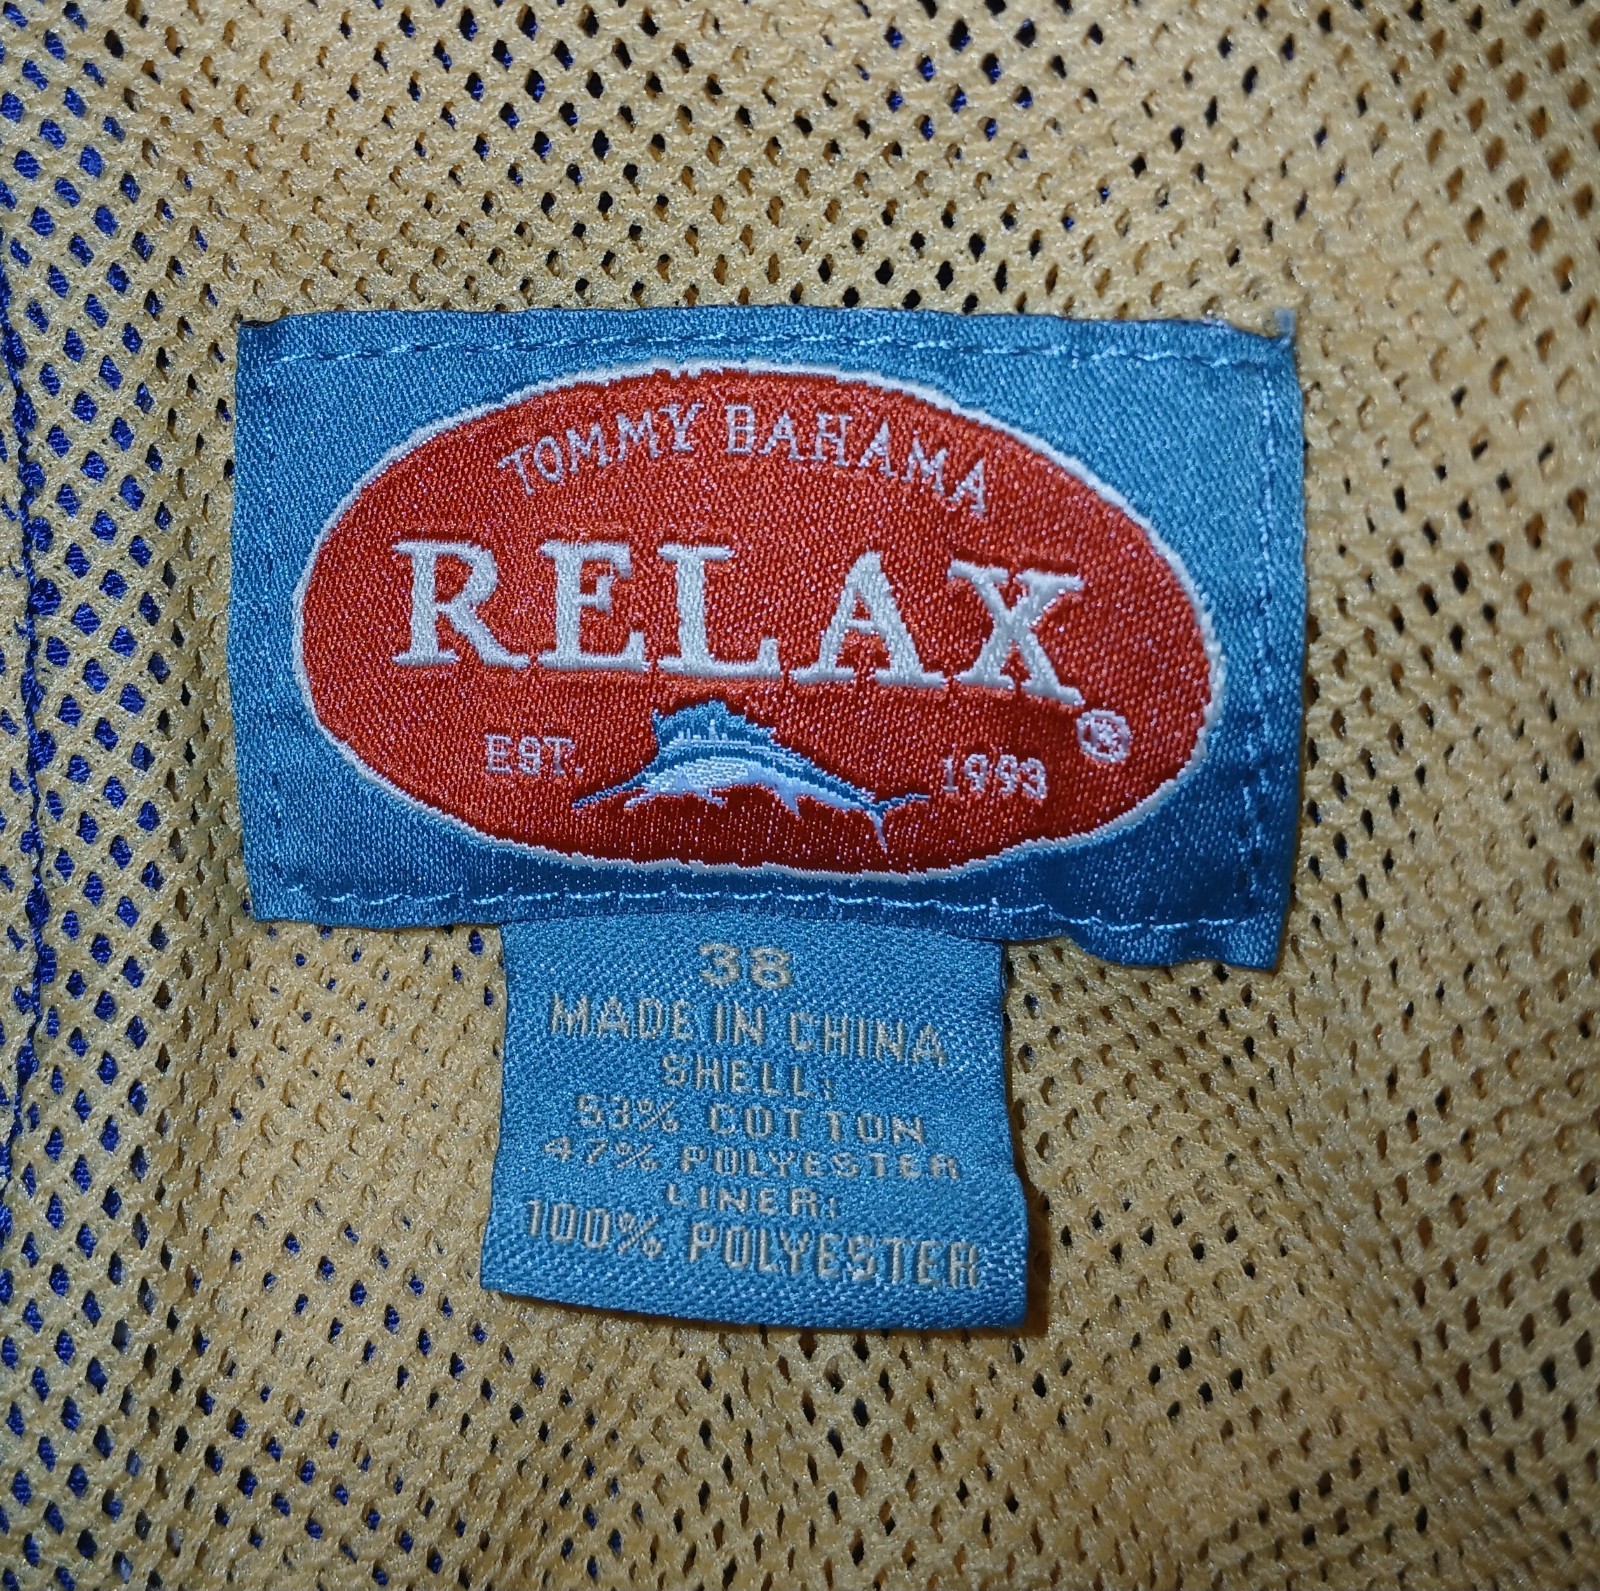 TOMMY BAHAMA
RELAX®
EST. 1993
38
MADE IN CHINA
SHELL:
53% COTTON
47% POLYESTER
LINER:
100% POLYESTER